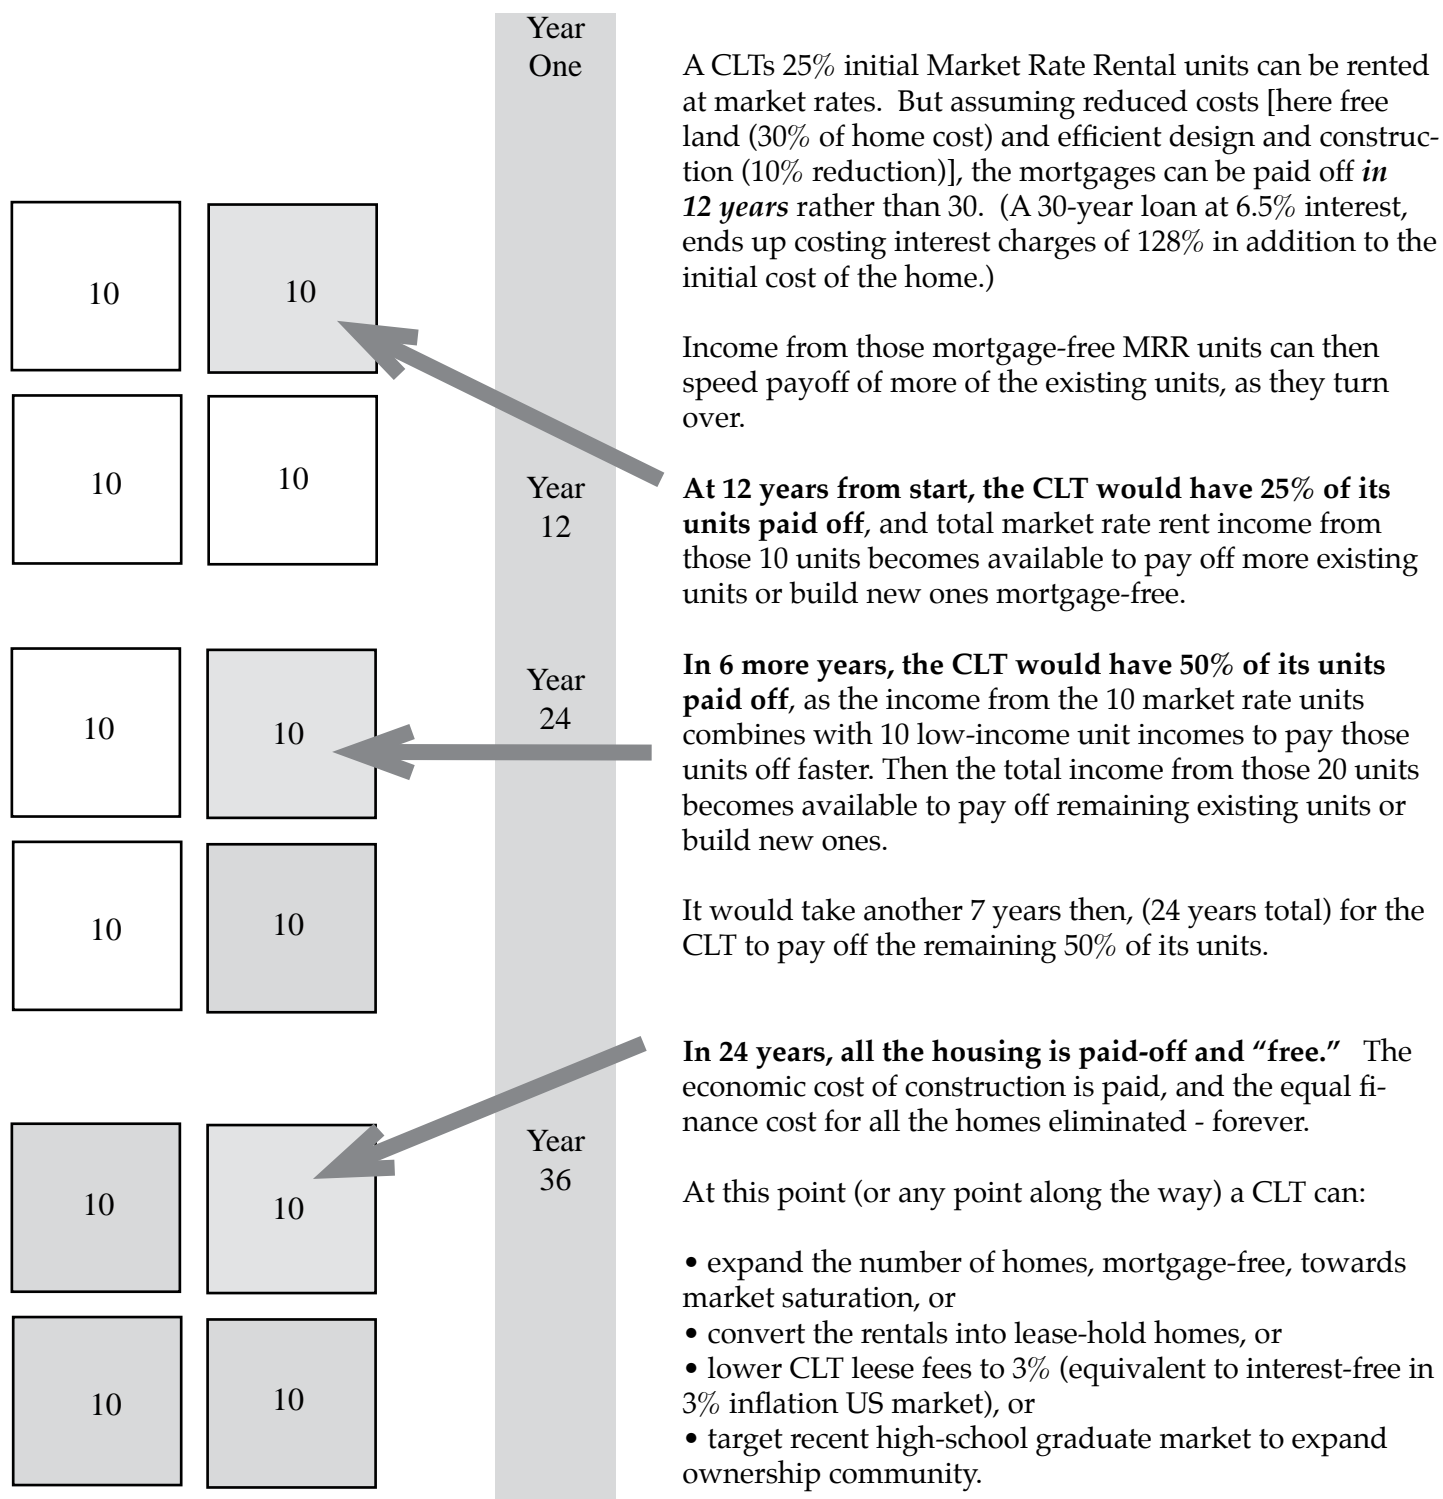 Year
One
A CLTs 25% initial Market Rate Rental units can be rented
at market rates.  But assuming reduced costs [here free
land (30% of home cost) and efficient design and construc-
tion (10% reduction)], the mortgages can be paid off in
12 years rather than 30.  (A 30-year loan at 6.5% interest,
ends up costing interest charges of 128% in addition to the
initial cost of the home.)
10
10
Income from those mortgage-free MRR units can then
speed payoff of more of the existing units, as they turn
over.
10
10
Year
12
At 12 years from start, the CLT would have 25% of its
units paid off, and total market rate rent income from
those 10 units becomes available to pay off more existing
units or build new ones mortgage-free.
10
10
Year
24
In 6 more years, the CLT would have 50% of its units
paid off, as the income from the 10 market rate units
combines with 10 low-income unit incomes to pay those
units off faster. Then the total income from those 20 units
becomes available to pay off remaining existing units or
build new ones.
10
10
It would take another 7 years then, (24 years total) for the
CLT to pay off the remaining 50% of its units.
In 24 years, all the housing is paid-off and “free.”   The
economic cost of construction is paid, and the equal fi-
nance cost for all the homes eliminated - forever.
10
10
Year
36
At this point (or any point along the way) a CLT can:
• expand the number of homes, mortgage-free, towards
market saturation, or
• convert the rentals into lease-hold homes, or
• lower CLT leese fees to 3% (equivalent to interest-free in
3% inflation US market), or
• target recent high-school graduate market to expand
ownership community.
10
10